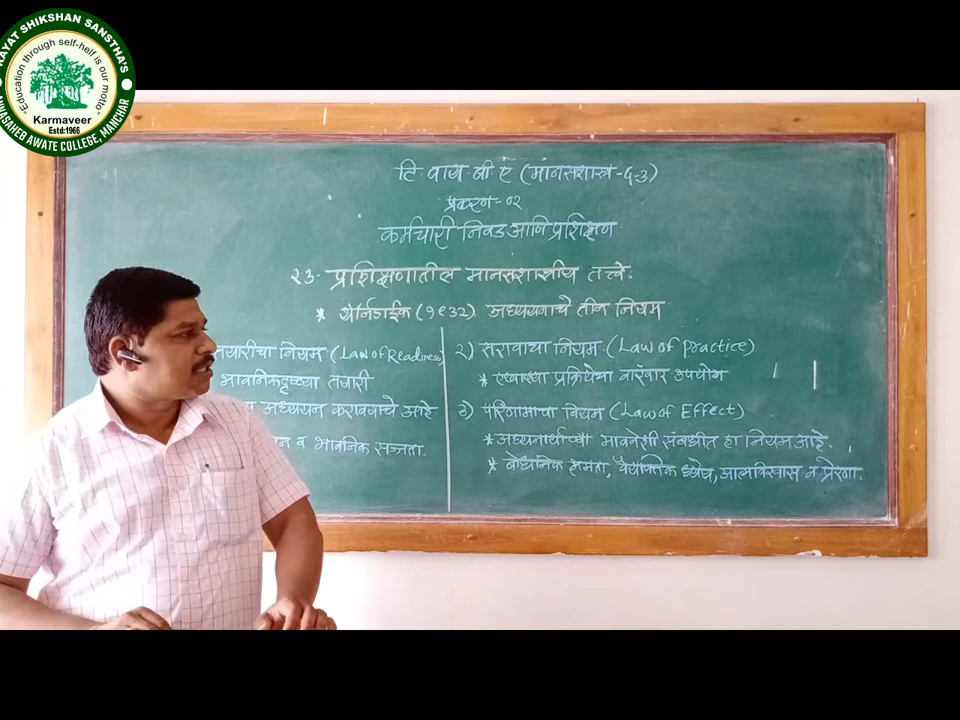 RAYAT SHIKSHAN SANSTHA'S
"Education through self-help is our motto"
Karmaveer
Estd:1966
AWATE COLLEGE, MANCHAR
टि वाय बी ए (मानसशास्त्र-G-3)
प्रकरण-०२
कर्मचारी निवड आणि प्रशिक्षण
२३. प्रशिक्षणातील मानसशास्त्रीय तत्त्वे.
* थॉर्नडाईक (१९३२) अध्ययनाचे तीन नियम
तयारीचा नियम (Law of Readiness)
भावनिकदृष्ट्या तयारी
अध्ययन करावयाचे आहे
न व भावनिक सज्जता.
२) सरावाचा नियम (Law of Practice)
* एखाद्या प्रक्रियेचा वारंवार उपयोग
३) परिणामाचा नियम (Law of Effect)
* अध्यनार्थाच्या भावनेशी संबधीत हा नियम आहे.
* बोधनिक क्षमता, वैयक्तिक ध्येय, आत्मविश्वास व प्रेरणा.